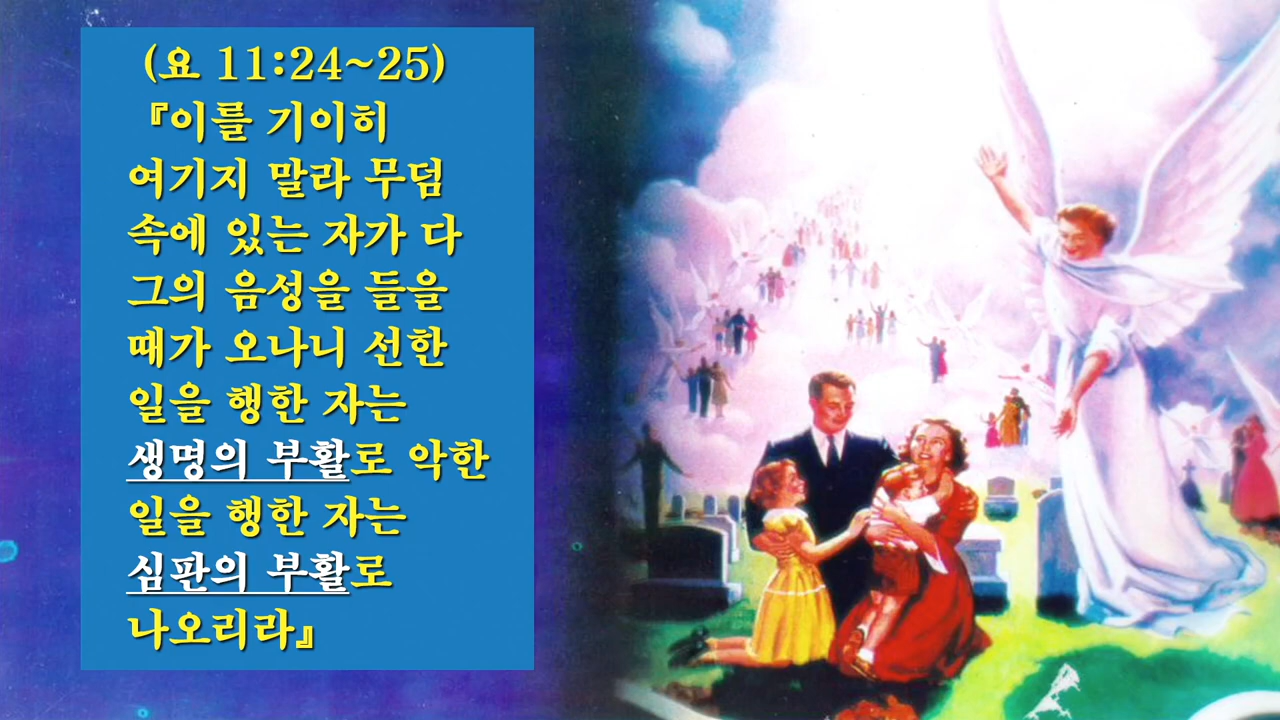 (요 11:24~25)
『이를 기이히
여기지 말라 무덤
속에 있는 자가 다
그의 음성을 들을
때가 오나니 선한
일을 행한 자는
생명의 부활로 악한
일을 행한 자는
심판의 부활로
나오리라』